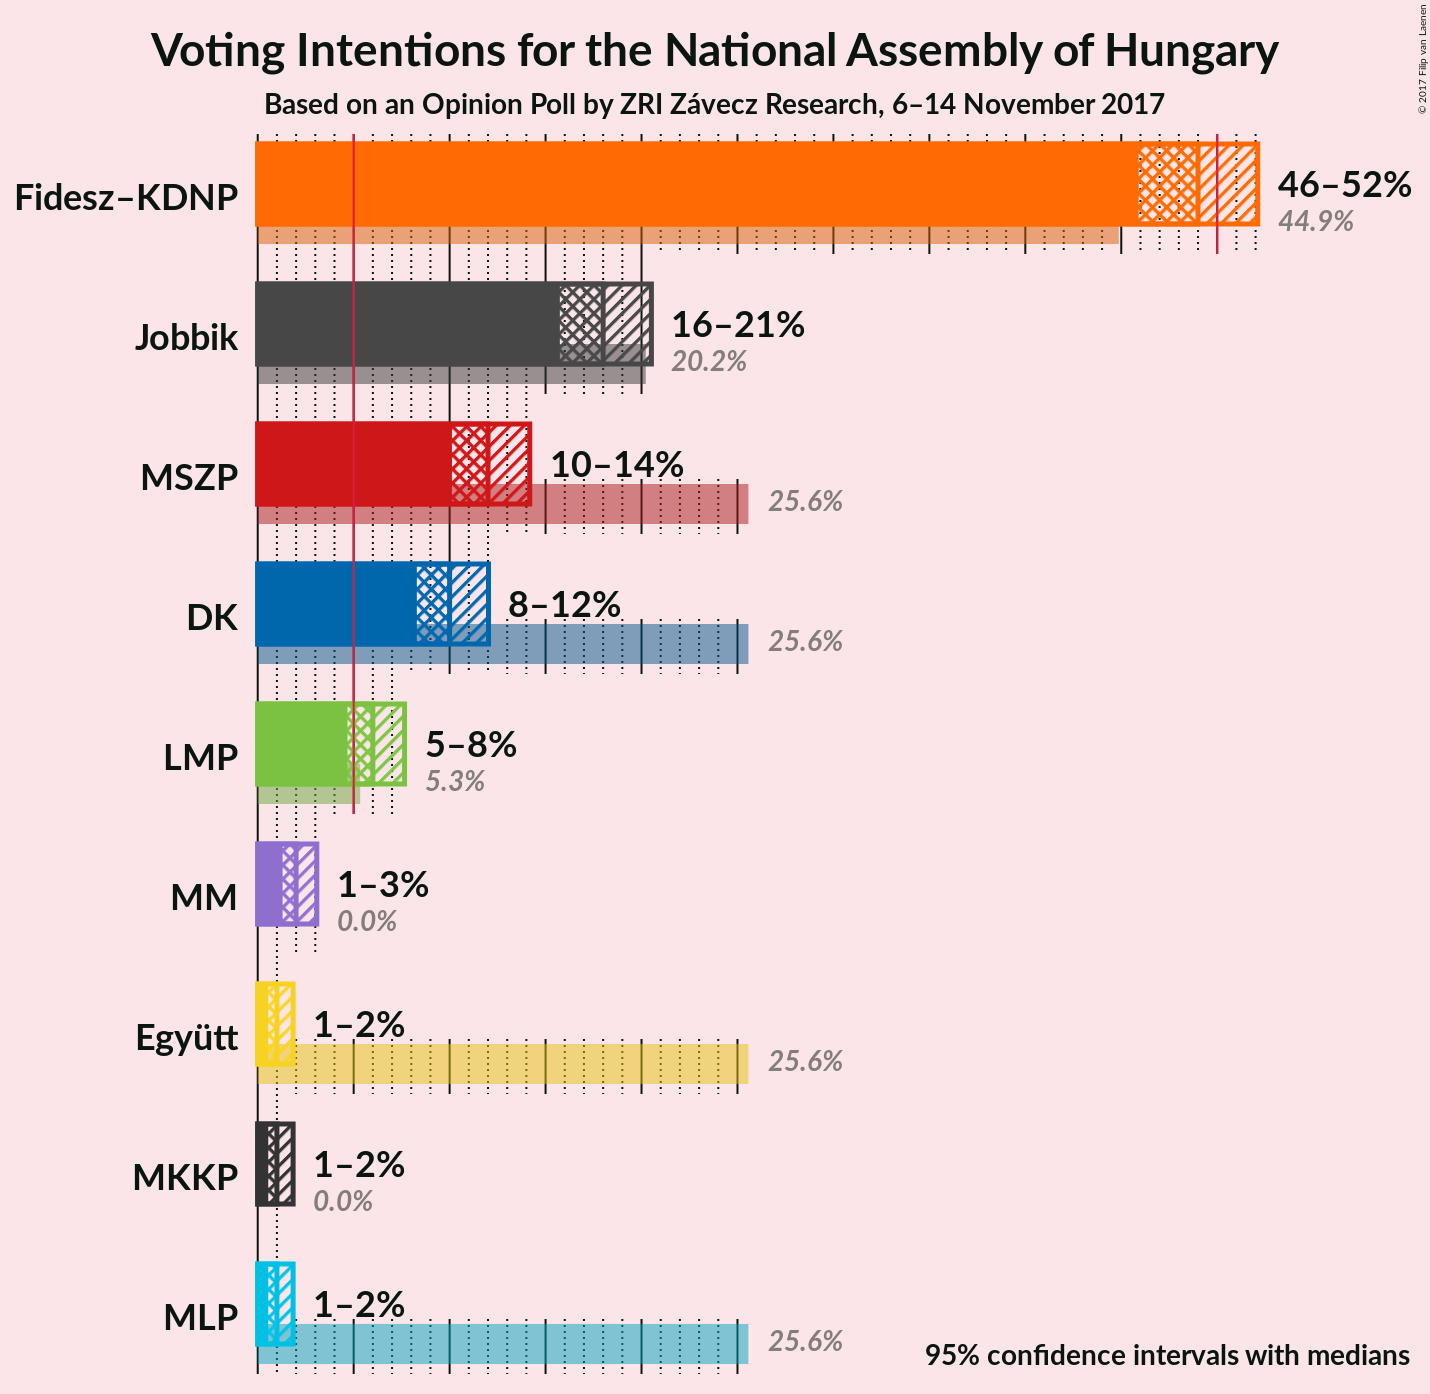 Voting Intentions for the National Assembly of Hungary
Based on an Opinion Poll by ZRI Závecz Research, 6–14 November 2017
© 2017 Filip van Laenen
Fidesz–KDNP
46–52%
44.9%
Jobbik
16–21%
20.2%
MSZP
10–14%
25.6%
DK
8–12%
25.6%
LMP
5–8%
5.3%
MM
1–3%
0.0%
Együtt
1–2%
25.6%
MKKP
1–2%
0.0%
MLP
1–2%
25.6%
95% confidence intervals with medians